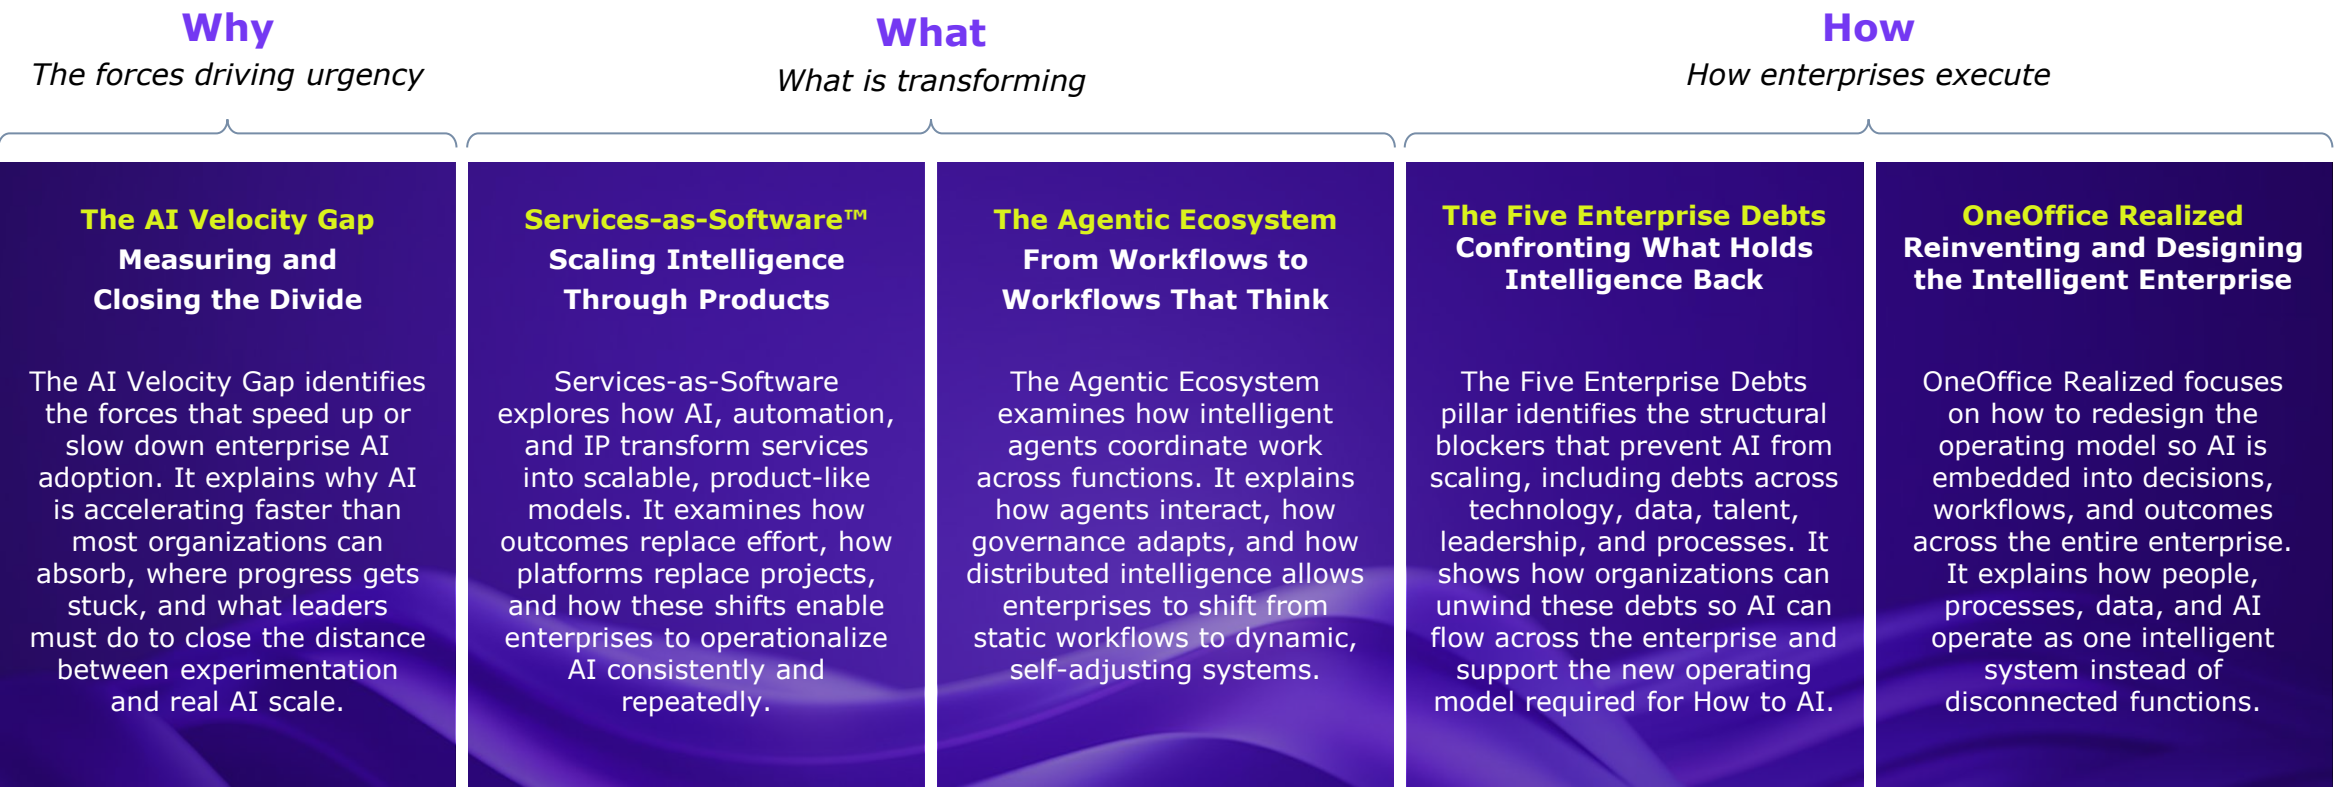 Why
The forces driving urgency
What
What is transforming
How
How enterprises execute
The AI Velocity Gap
Measuring and
Closing the Divide
The AI Velocity Gap identifies
the forces that speed up or
slow down enterprise AI
adoption. It explains why AI
is accelerating faster than
most organizations can
absorb, where progress gets
stuck, and what leaders
must do to close the distance
between experimentation
and real AI scale.
Services-as-Software™
Scaling Intelligence
Through Products
Services-as-Software
explores how AI, automation,
and IP transform services
into scalable, product-like
models. It examines how
outcomes replace effort, how
platforms replace projects,
and how these shifts enable
enterprises to operationalize
AI consistently and
repeatedly.
The Agentic Ecosystem
From Workflows to
Workflows That Think
The Agentic Ecosystem
examines how intelligent
agents coordinate work
across functions. It explains
how agents interact, how
governance adapts, and how
distributed intelligence allows
enterprises to shift from
static workflows to dynamic,
self-adjusting systems.
The Five Enterprise Debts
Confronting What Holds
Intelligence Back
The Five Enterprise Debts
pillar identifies the structural
blockers that prevent AI from
scaling, including debts across
technology, data, talent,
leadership, and processes. It
shows how organizations can
unwind these debts so AI can
flow across the enterprise and
support the new operating
model required for How to AI.
OneOffice Realized
Reinventing and Designing
the Intelligent Enterprise
OneOffice Realized focuses
on how to redesign the
operating model so AI is
embedded into decisions,
workflows, and outcomes
across the entire enterprise.
It explains how people,
processes, data, and AI
operate as one intelligent
system instead of
disconnected functions.